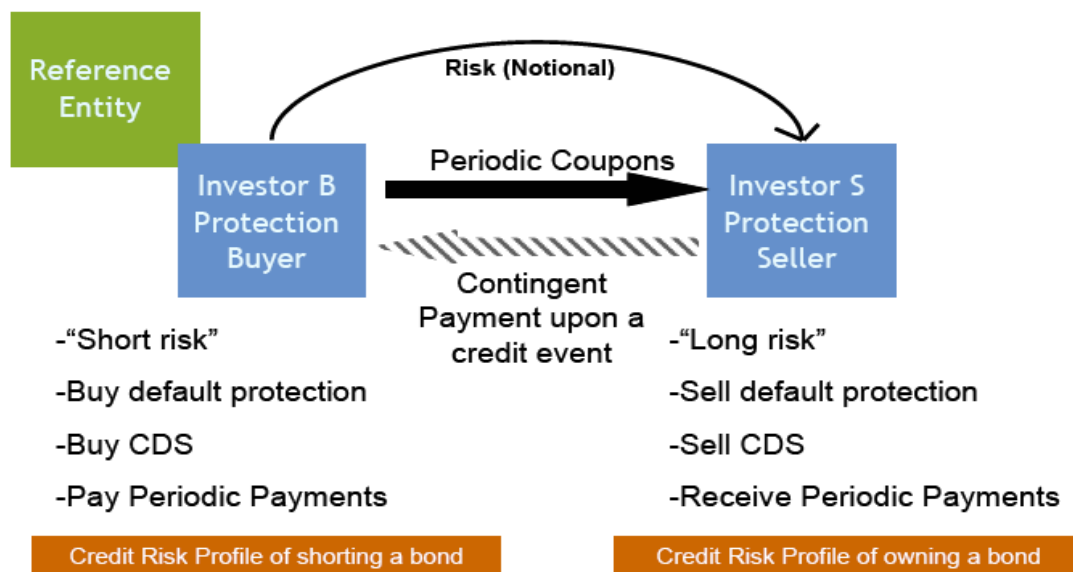 Reference
Entity
Risk (Notional)
Investor B
Protection
Buyer
Periodic Coupons
Contingent
Payment upon a
credit event
Investor S
Protection
Seller
-“Short risk”
-Buy default protection
-Buy CDS
-Pay Periodic Payments
Credit Risk Profile of shorting a bond
-“Long risk”
-Sell default protection
-Sell CDS
-Receive Periodic Payments
Credit Risk Profile of owning a bond